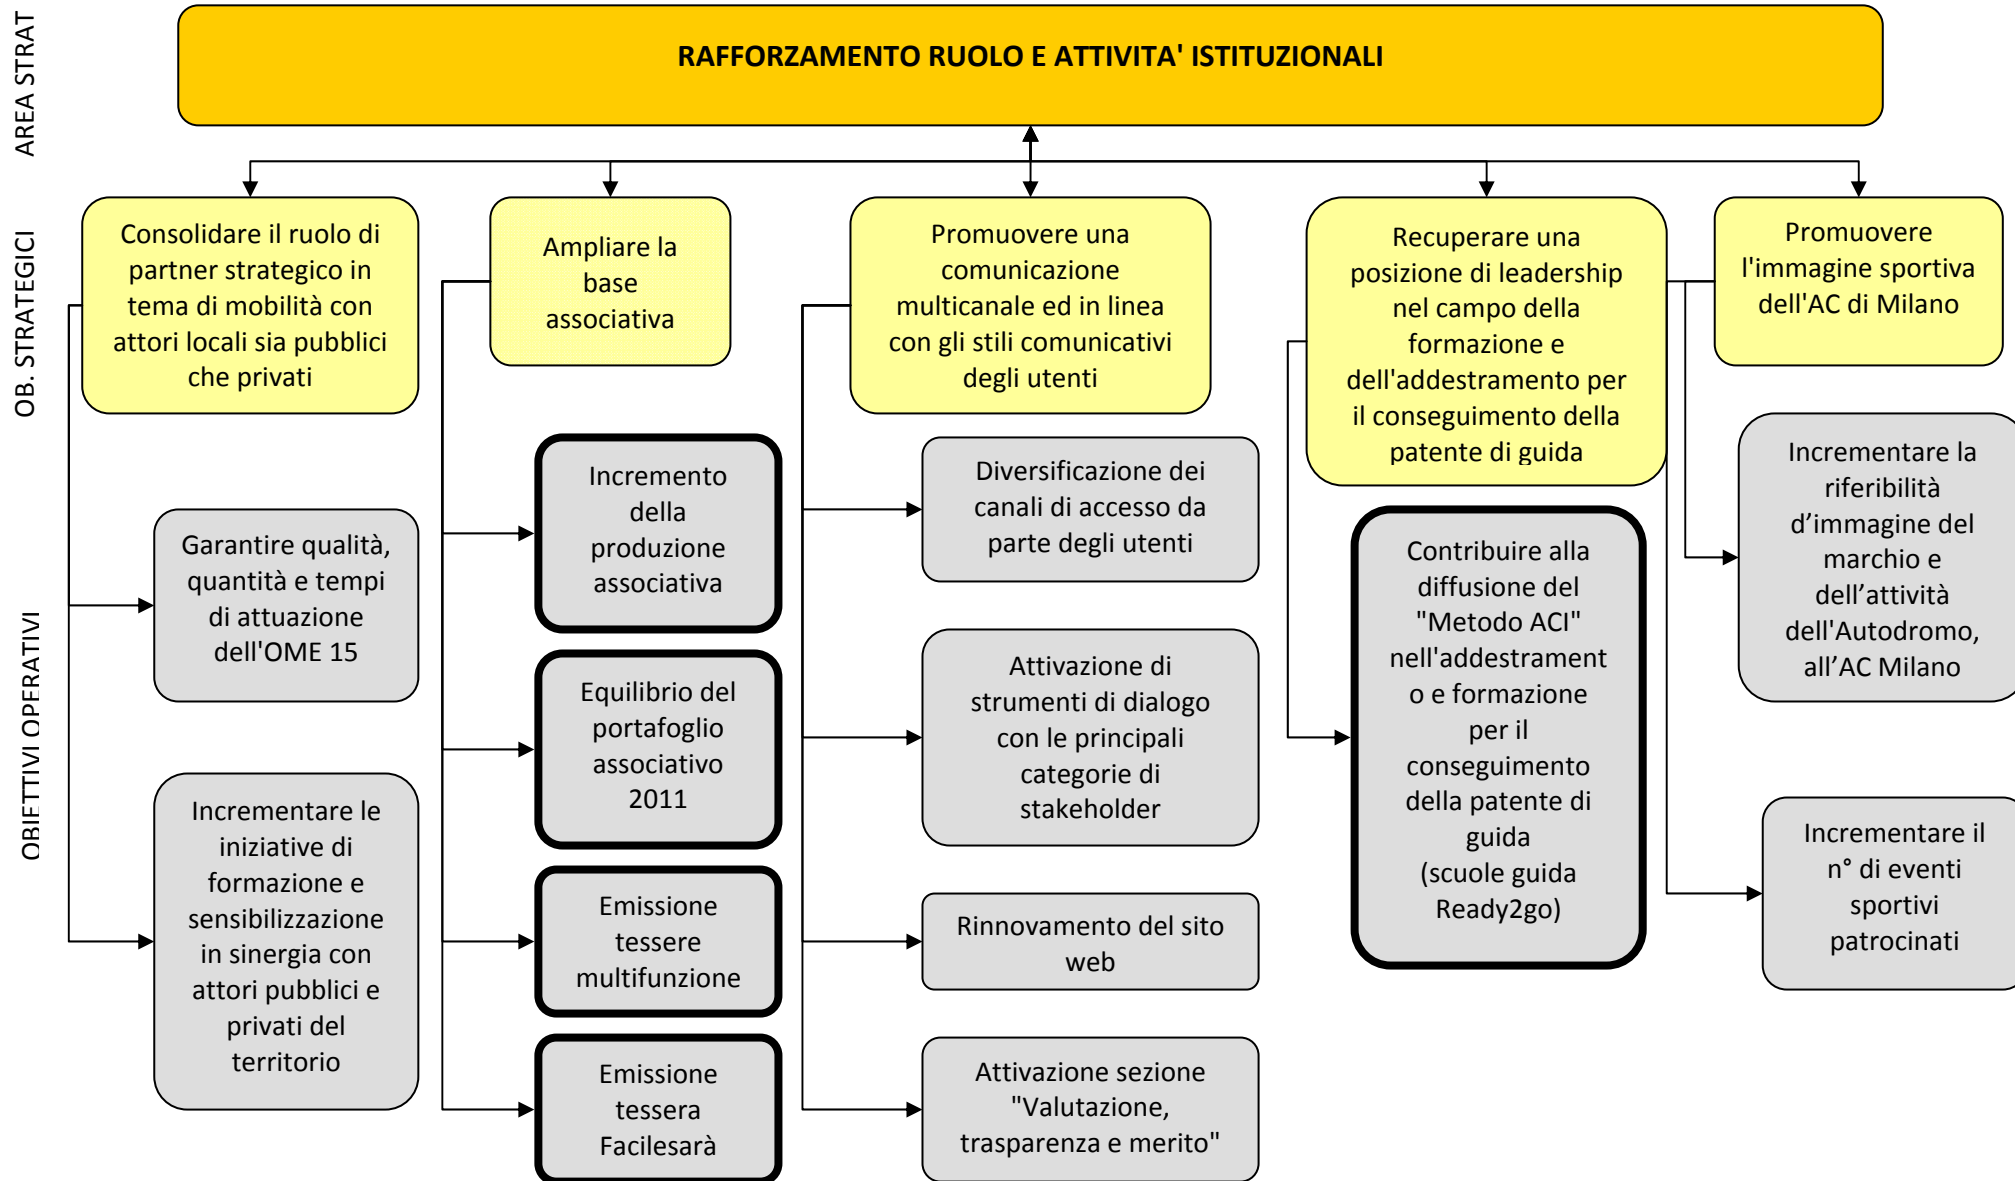 AREA STRAT
RAFFORZAMENTO RUOLO E ATTIVITA' ISTITUZIONALI
OB. STRATEGICI
Consolidare il ruolo di
partner strategico in
tema di mobilità con
attori locali sia pubblici
che privati
Ampliare la
base
associativa
Promuovere una
comunicazione
multicanale ed in linea
con gli stili comunicativi
degli utenti
Recuperare una
posizione di leadership
nel campo della
formazione e
dell'addestramento per
il conseguimento della
patente di guida
Promuovere
l'immagine sportiva
dell'AC di Milano
OBIETTIVI OPERATIVI
Garantire qualità,
quantità e tempi
di attuazione
dell'OME 15
Incrementare le
iniziative di
formazione e
sensibilizzazione
in sinergia con
attori pubblici e
privati del
territorio
Incremento
della
produzione
associativa
Equilibrio del
portafoglio
associativo
2011
Emissione
tessere
multifunzione
Emissione
tessera
Facilesarà
Diversificazione dei
canali di accesso da
parte degli utenti
Attivazione di
strumenti di dialogo
con le principali
categorie di
stakeholder
Rinnovamento del sito
web
Attivazione sezione
"Valutazione,
trasparenza e merito"
Contribuire alla
diffusione del
"Metodo ACI"
nell'addestrament
o e formazione
per il
conseguimento
della patente di
guida
(scuole guida
Ready2go)
Incrementare la
riferibilità
d’immagine del
marchio e
dell’attività
dell'Autodromo,
all’AC Milano
Incrementare il
n° di eventi
sportivi
patrocinati